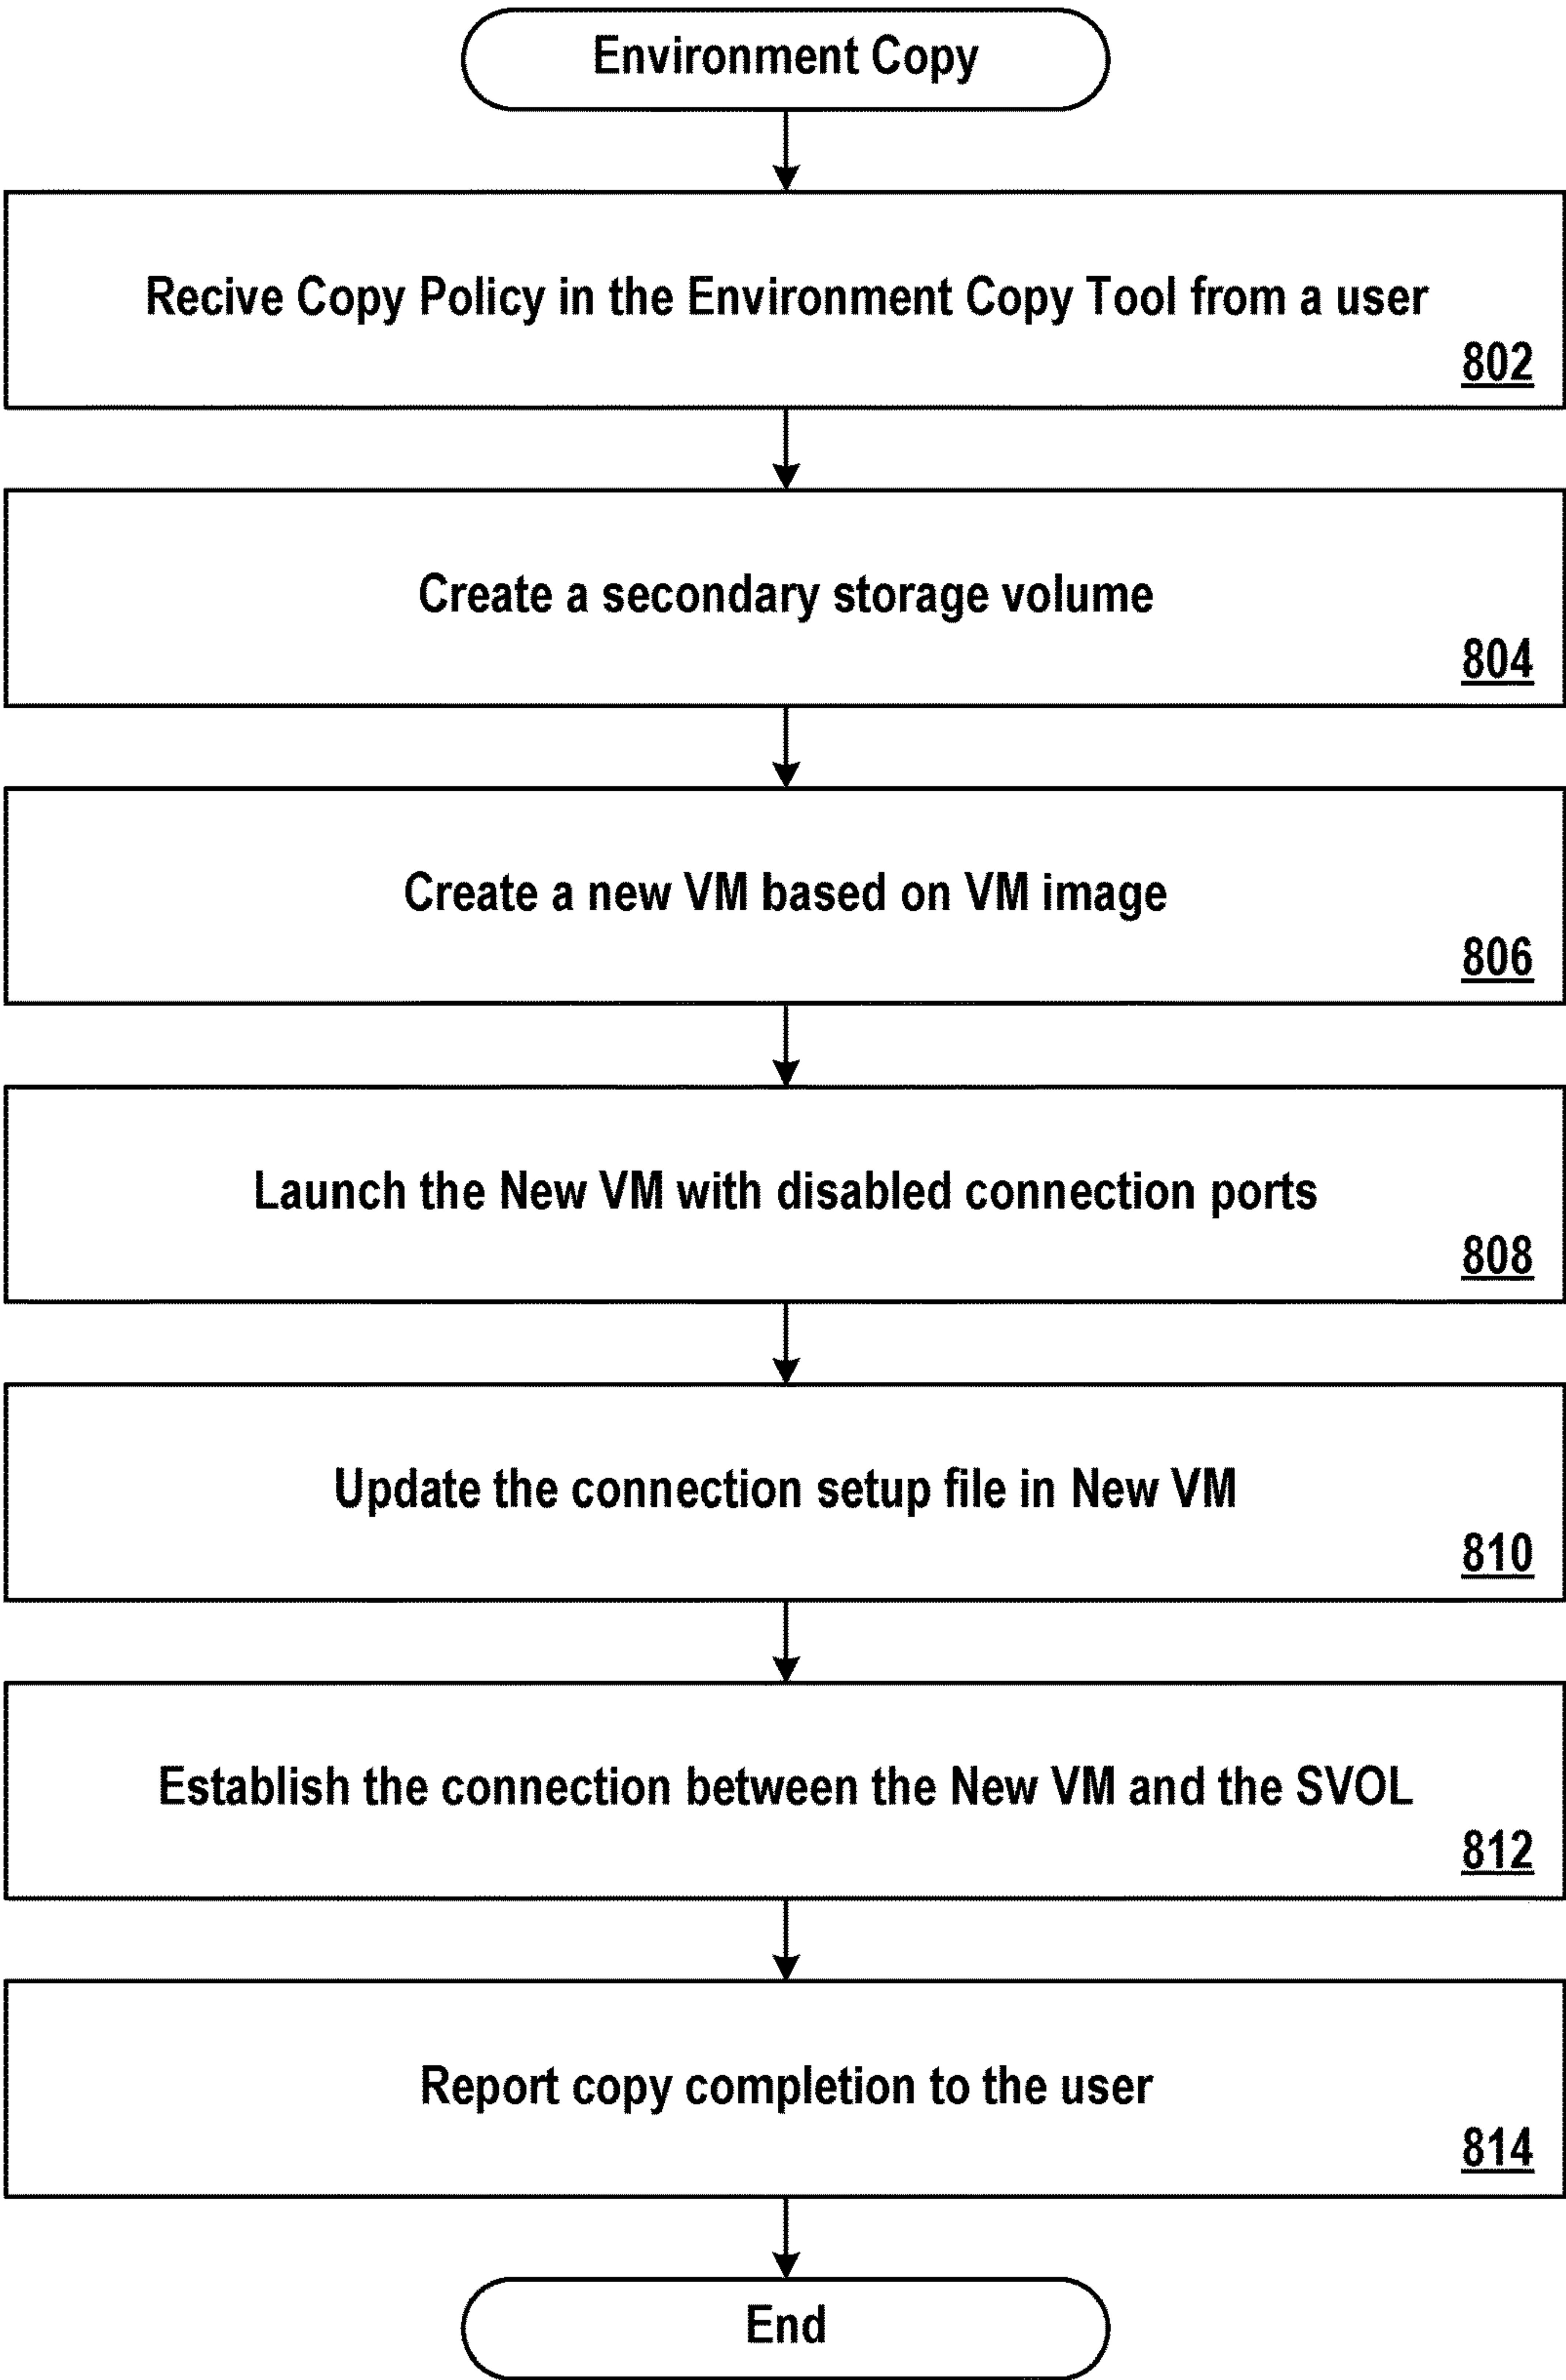 Environment Copy
Recive Copy Policy in the Environment Copy Tool from a user
802
Create a secondary storage volume
804
Create a new VM based on VM image
806
Launch the New VM with disabled connection ports
808
Update the connection setup file in New VM
810
Establish the connection between the New VM and the SVOL
812
Report copy completion to the user
814
End